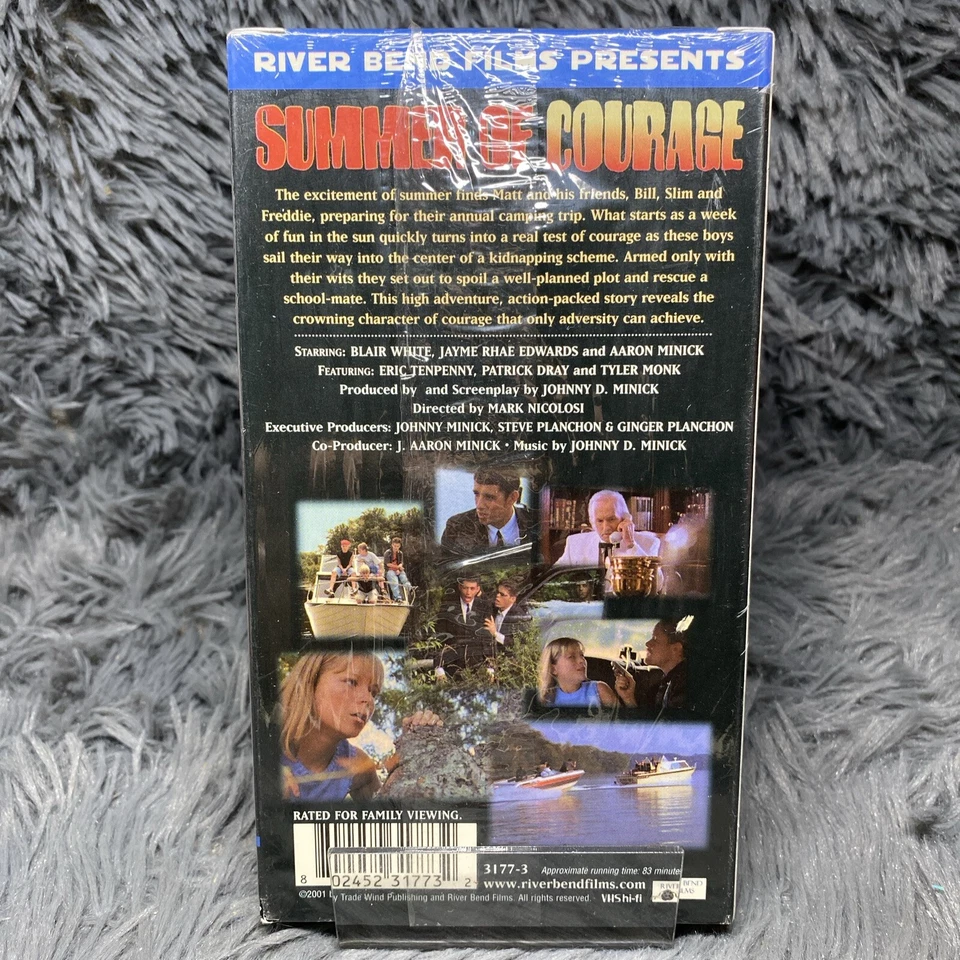 RIVER BEND FILMS PRESENTS
SUMMER OF COURAGE
The excitement of summer finds Matt and his friends, Bill, Slim and
Freddie, preparing for their annual camping trip. What starts as a week
of fun in the sun quickly turns into a real test of courage as these boys
sail their way into the center of a kidnapping scheme. Armed only with
their wits they set out to spoil a well-planned plot and rescue a
school-mate. This high adventure, action-packed story reveals the
crowning character of courage that only adversity can achieve.
STARRING: BLAIR WHITE, JAYME RHAE EDWARDS and AARON MINICK
FEATURING: ERIC TENPENNY, PATRICK DRAY and TYLER MONK
Produced by and Screenplay by JOHNNY D. MINICK
Directed by MARK NICOLOSI
Executive Producers: JOHNNY MINICK, STEVE PLANCHON & GINGER PLANCHON
Co-Producer: J. AARON MINICK • Music by JOHNNY D. MINICK
RATED FOR FAMILY VIEWING.
8 02452 31773 2
3177-3 Approximate running time: 83 minutes
www.riverbendfilms.com RIVER BEND FILMS
©2001 by Trade Wind Publishing and River Bend Films. All rights reserved. VHS hi-fi